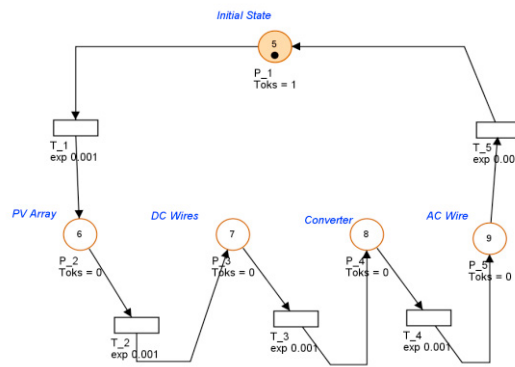 Initial State
5
P_1
Toks = 1
T_1
exp 0.001
T_5
PV Array
6
P_2
Toks = 0
DC Wires
7
P_3
Toks = 0
Converter
8
P_4
Toks = 0
AC Wire
9
P_5
Toks = 0
T_2
exp 0.001
T_3
exp 0.001
T_4
exp 0.001